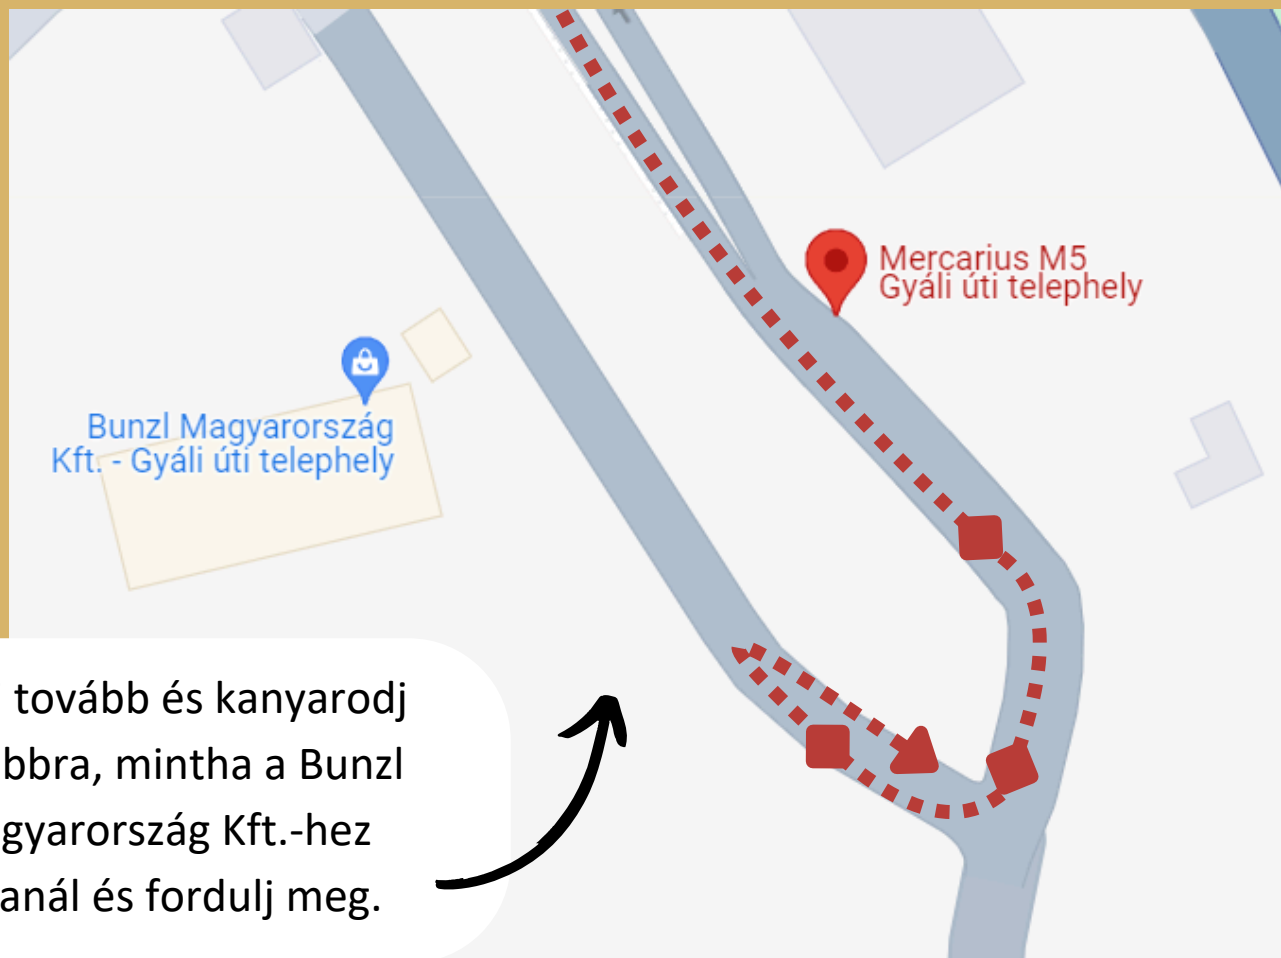 Mercarius M5
Gyáli úti telephely
Bunzl Magyarország
Kft. - Gyáli úti telephely
tovább és kanyarodj
bbra, mintha a Bunzl
gyarország Kft.-hez
anál és fordulj meg.